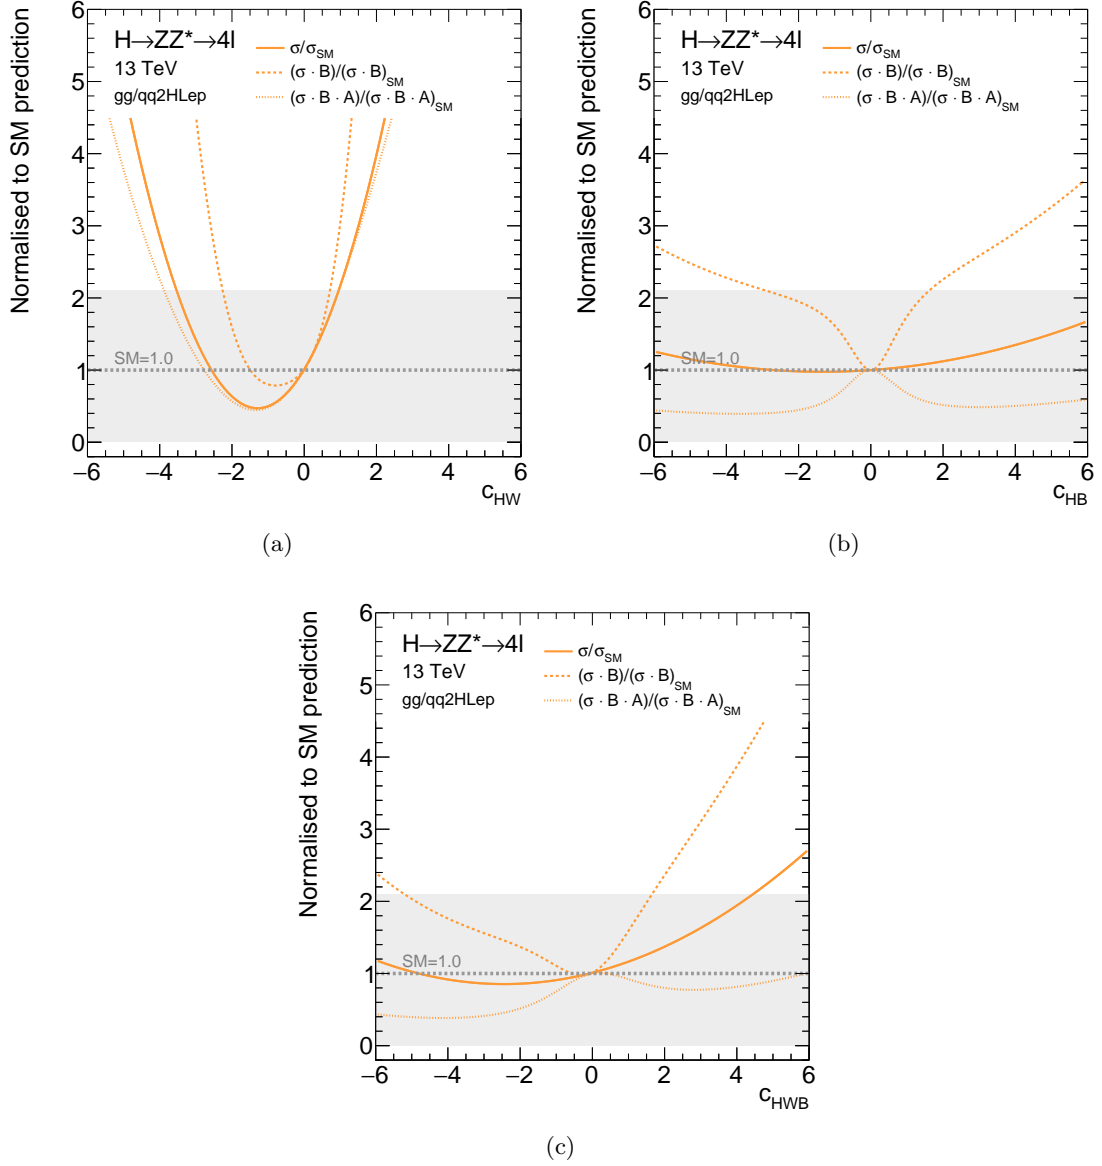 Normalised to SM prediction
6
5
4
3
2
1
0
H→ZZ*→4l
13 TeV
gg/qq2HLep
σ/σSM
(σ · B)/(σ · B)SM
(σ · B · A)/(σ · B · A)SM
SM=1.0
−6 −4 −2 0 2 4 6
cHW
(a)
Normalised to SM prediction
6
5
4
3
2
1
0
H→ZZ*→4l
13 TeV
gg/qq2HLep
σ/σSM
(σ · B)/(σ · B)SM
(σ · B · A)/(σ · B · A)SM
SM=1.0
−6 −4 −2 0 2 4 6
cHB
(b)
Normalised to SM prediction
6
5
4
3
2
1
0
H→ZZ*→4l
13 TeV
gg/qq2HLep
σ/σSM
(σ · B)/(σ · B)SM
(σ · B · A)/(σ · B · A)SM
SM=1.0
−6 −4 −2 0 2 4 6
cHWB
(c)